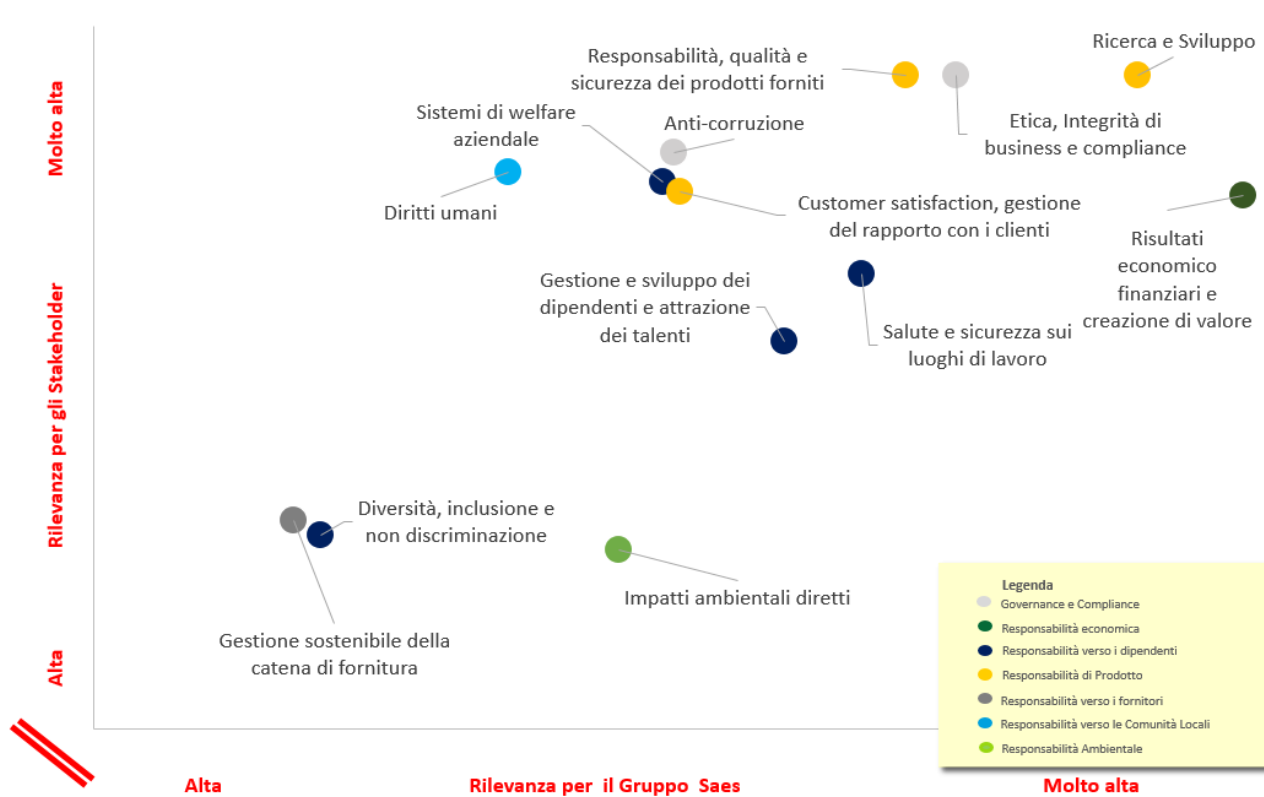 Ricerca e Sviluppo
Responsabilità, qualità e
sicurezza dei prodotti forniti
Sistemi di welfare
aziendale
Anti-corruzione
Etica, Integrità di
business e compliance
Diritti umani
Customer satisfaction, gestione
del rapporto con i clienti
Risultati
economico
finanziari e
creazione di valore
Gestione e sviluppo dei
dipendenti e attrazione
dei talenti
Salute e sicurezza sui
luoghi di lavoro
Diversità, inclusione e
non discriminazione
Impatti ambientali diretti
Gestione sostenibile della
catena di fornitura
Molto alta
Rilevanza per gli Stakeholder
Alta
Legenda
Governance e Compliance
Responsabilità economica
Responsabilità verso i dipendenti
Responsabilità di Prodotto
Responsabilità verso i fornitori
Responsabilità verso le Comunità Locali
Responsabilità Ambientale
Alta
Rilevanza per il Gruppo Saes
Molto alta